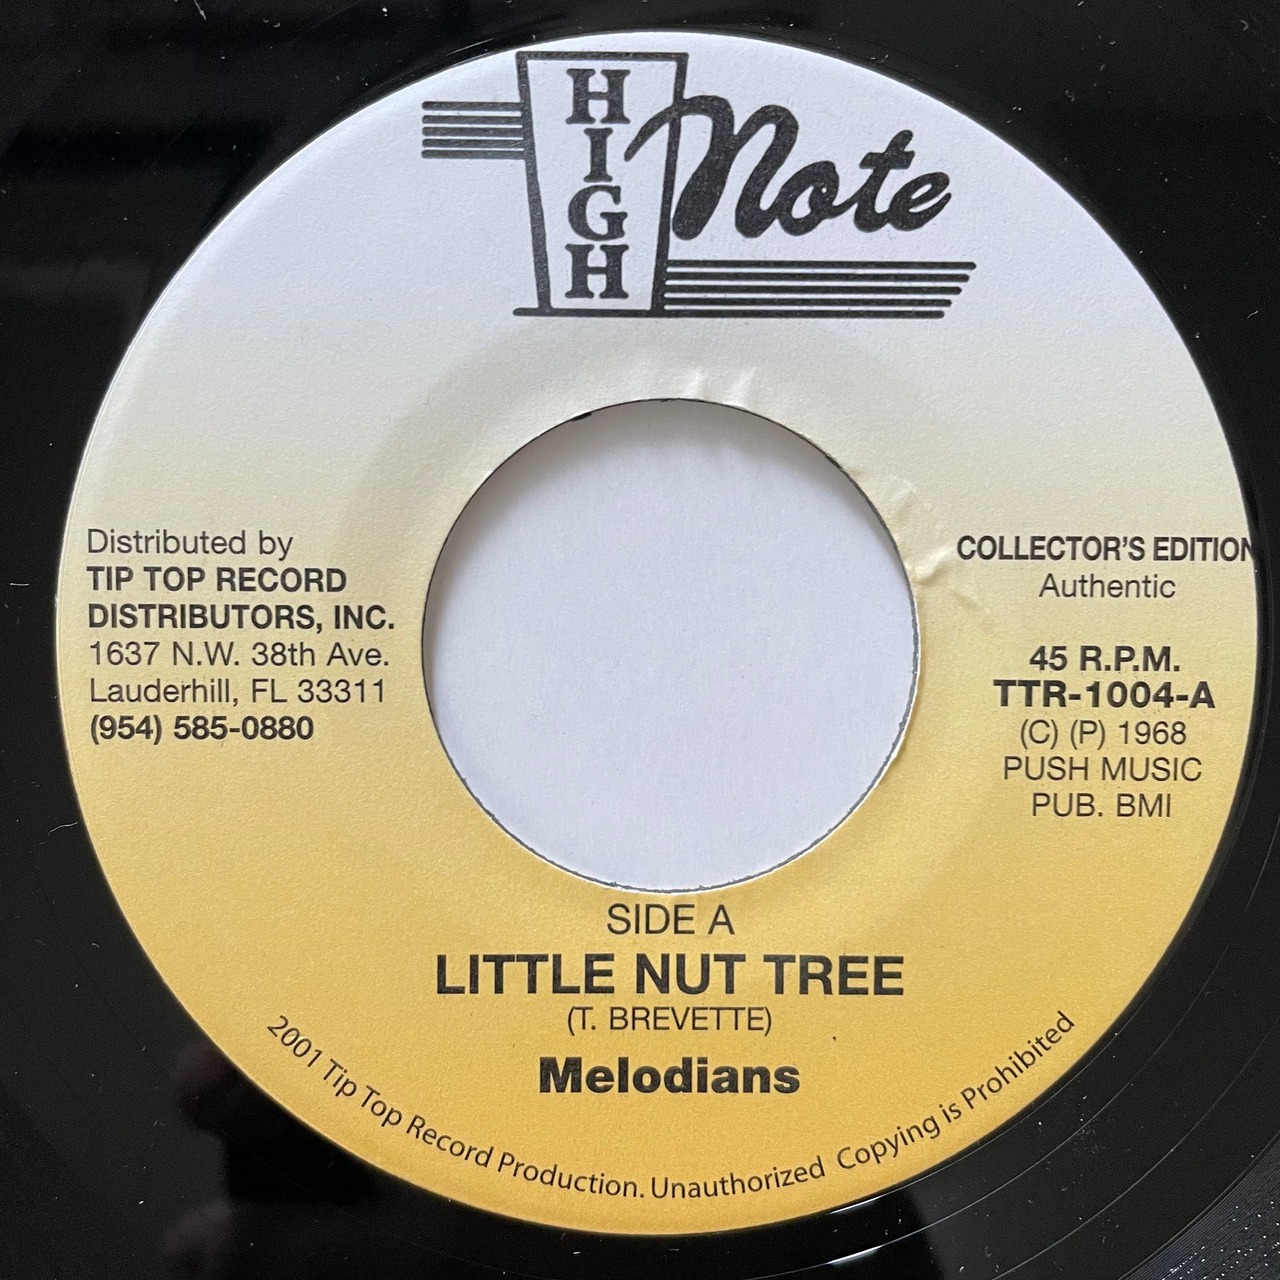 HIGH
Note
Distributed by
TIP TOP RECORD
DISTRIBUTORS, INC.
1637 N.W. 38th Ave.
Lauderhill, FL 33311
(954) 585-0880
COLLECTOR'S EDITION
Authentic
45 R.P.M.
TTR-1004-A
(C) (P) 1968
PUSH MUSIC
PUB. BMI
SIDE A
LITTLE NUT TREE
(T. BREVETTE)
Melodians
2001 Tip Top Record Production. Unauthorized Copying is Prohibited